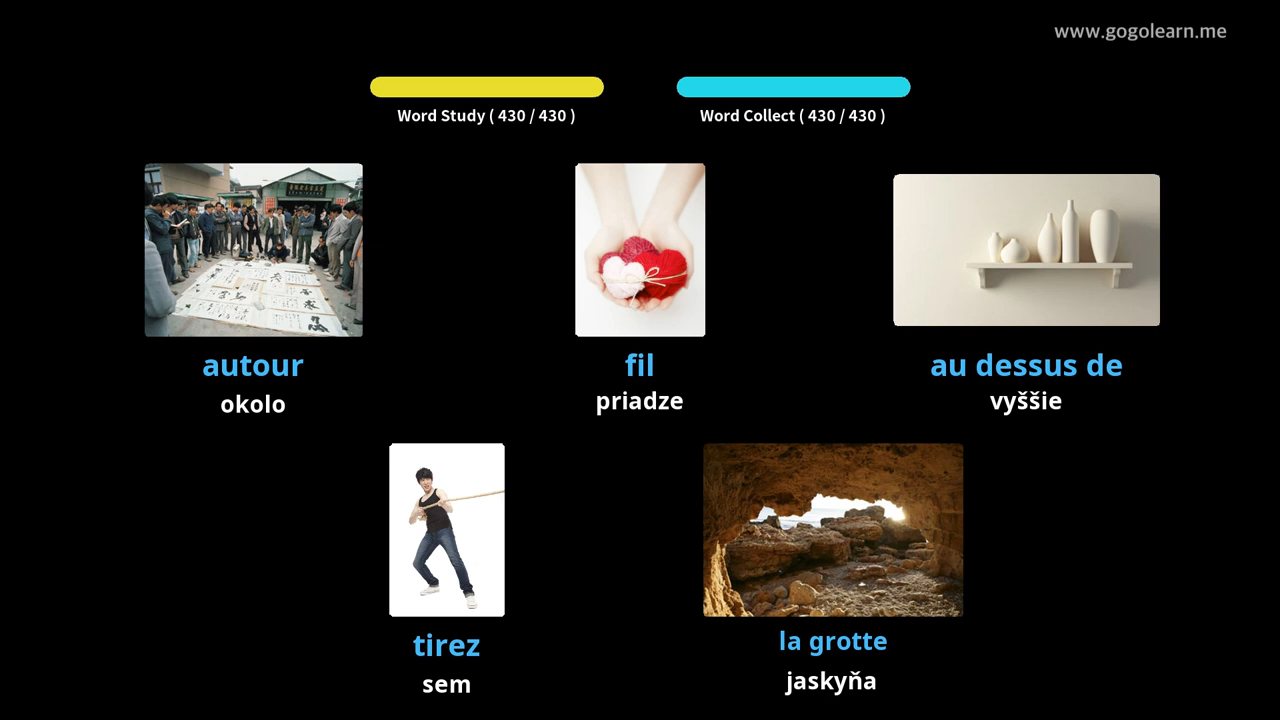 www.gogolearn.me
Word Study ( 430 / 430 )
Word Collect ( 430 / 430 )
autour
okolo
fil
priadze
au dessus de
vyššie
tirez
sem
la grotte
jaskyňa